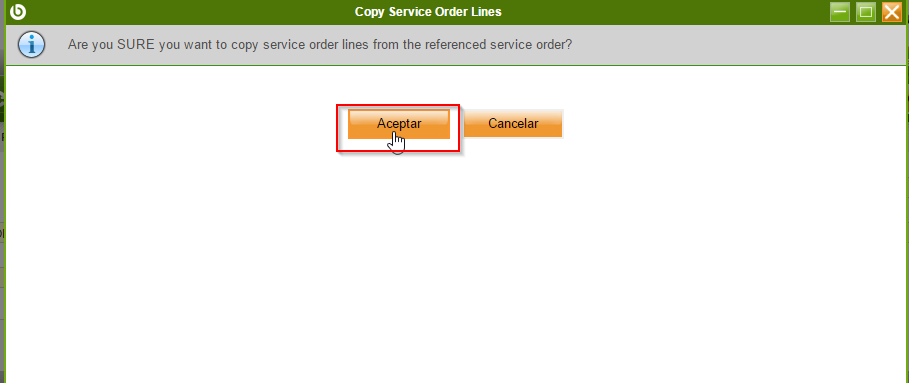 Copy Service Order Lines
Are you SURE you want to copy service order lines from the referenced service order?
Aceptar Cancelar